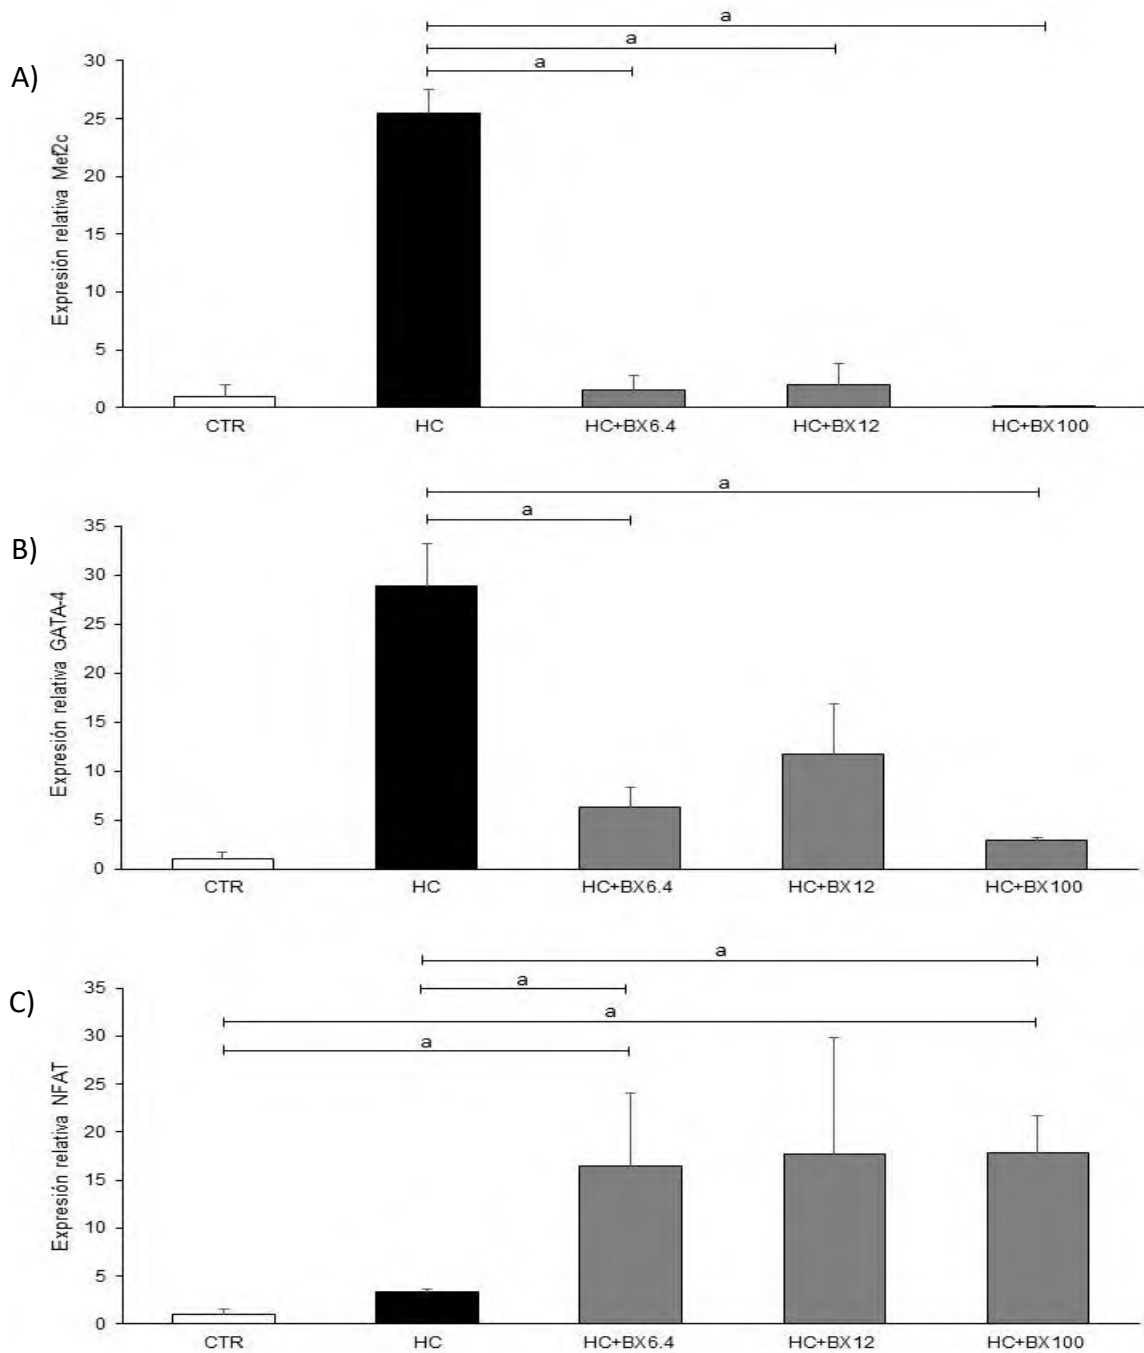 a
a
a
A)
30
25
20
15
10
5
0
Expresión relativa Mef2c
CTR HC HC+BX6.4 HC+BX12 HC+BX100
a
a
B)
35
30
25
20
15
10
5
0
Expresión relativa GATA-4
CTR HC HC+BX6.4 HC+BX12 HC+BX100
a
a
a
a
C)
35
30
25
20
15
10
5
0
Expresión relativa NFAT
CTR HC HC+BX6.4 HC+BX12 HC+BX100